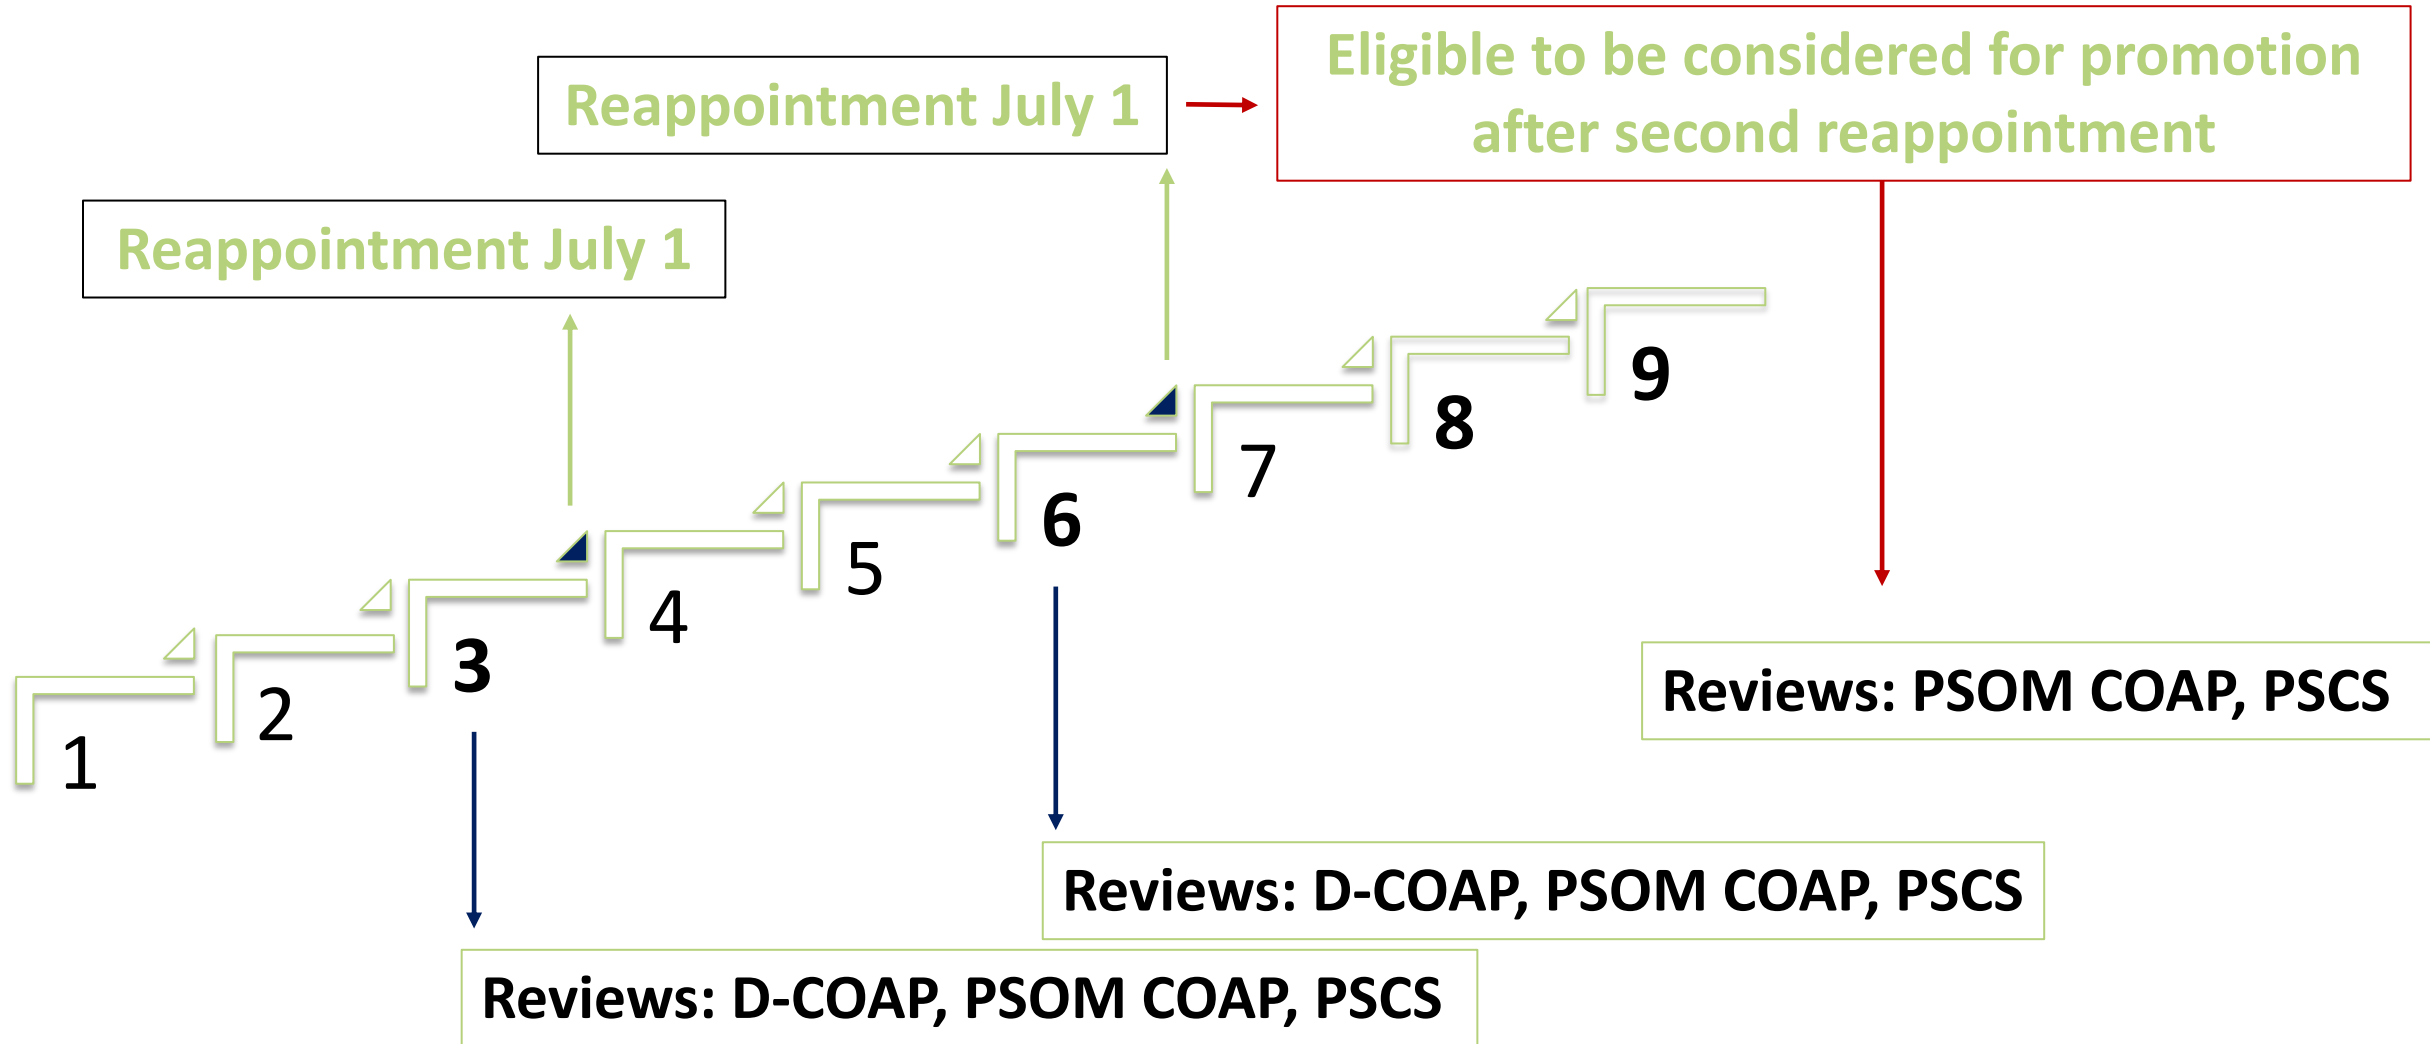 Eligible to be considered for promotion
after second reappointment
Reappointment July 1
Reappointment July 1
1
2
3
4
5
6
7
8
9
Reviews: PSOM COAP, PSCS
Reviews: D-COAP, PSOM COAP, PSCS
Reviews: D-COAP, PSOM COAP, PSCS